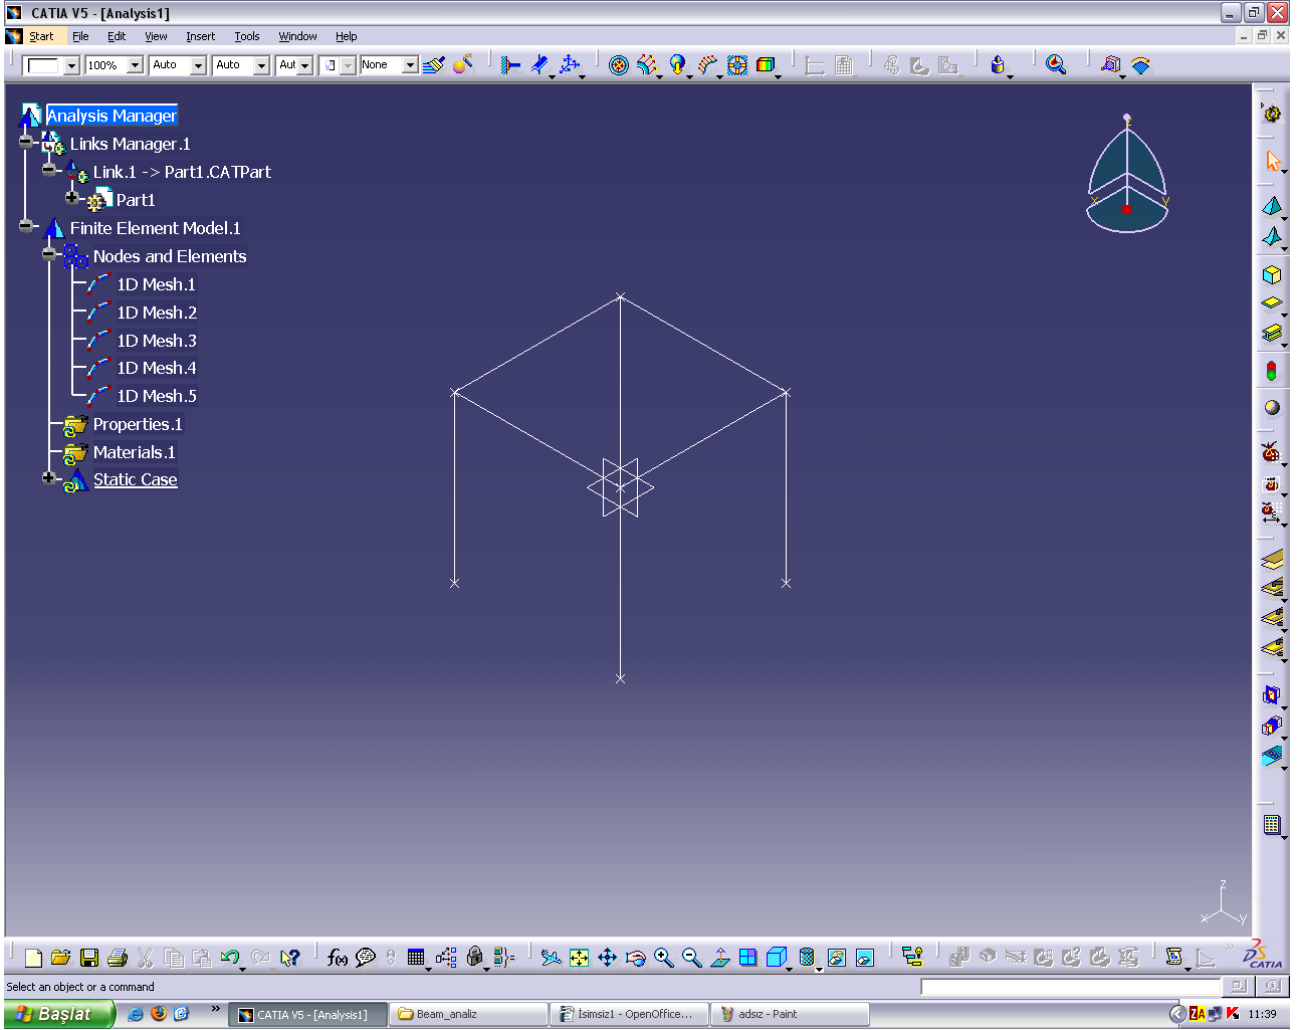 CATIA V5 - [Analysis1]
Start File Edit View Insert Tools Window Help
100% Auto Auto Aut None
Analysis Manager
Links Manager.1
Link.1 -> Part1.CATPart
Part1
Finite Element Model.1
Nodes and Elements
1D Mesh.1
1D Mesh.2
1D Mesh.3
1D Mesh.4
1D Mesh.5
Properties.1
Materials.1
Static Case
z
x y
z
x y
f(x)
CATIA
Select an object or a command
Başlat » CATIA V5 - [Analysis1] Beam_analiz İsimsiz1 - OpenOffice... adsız - Paint ZA K 11:39